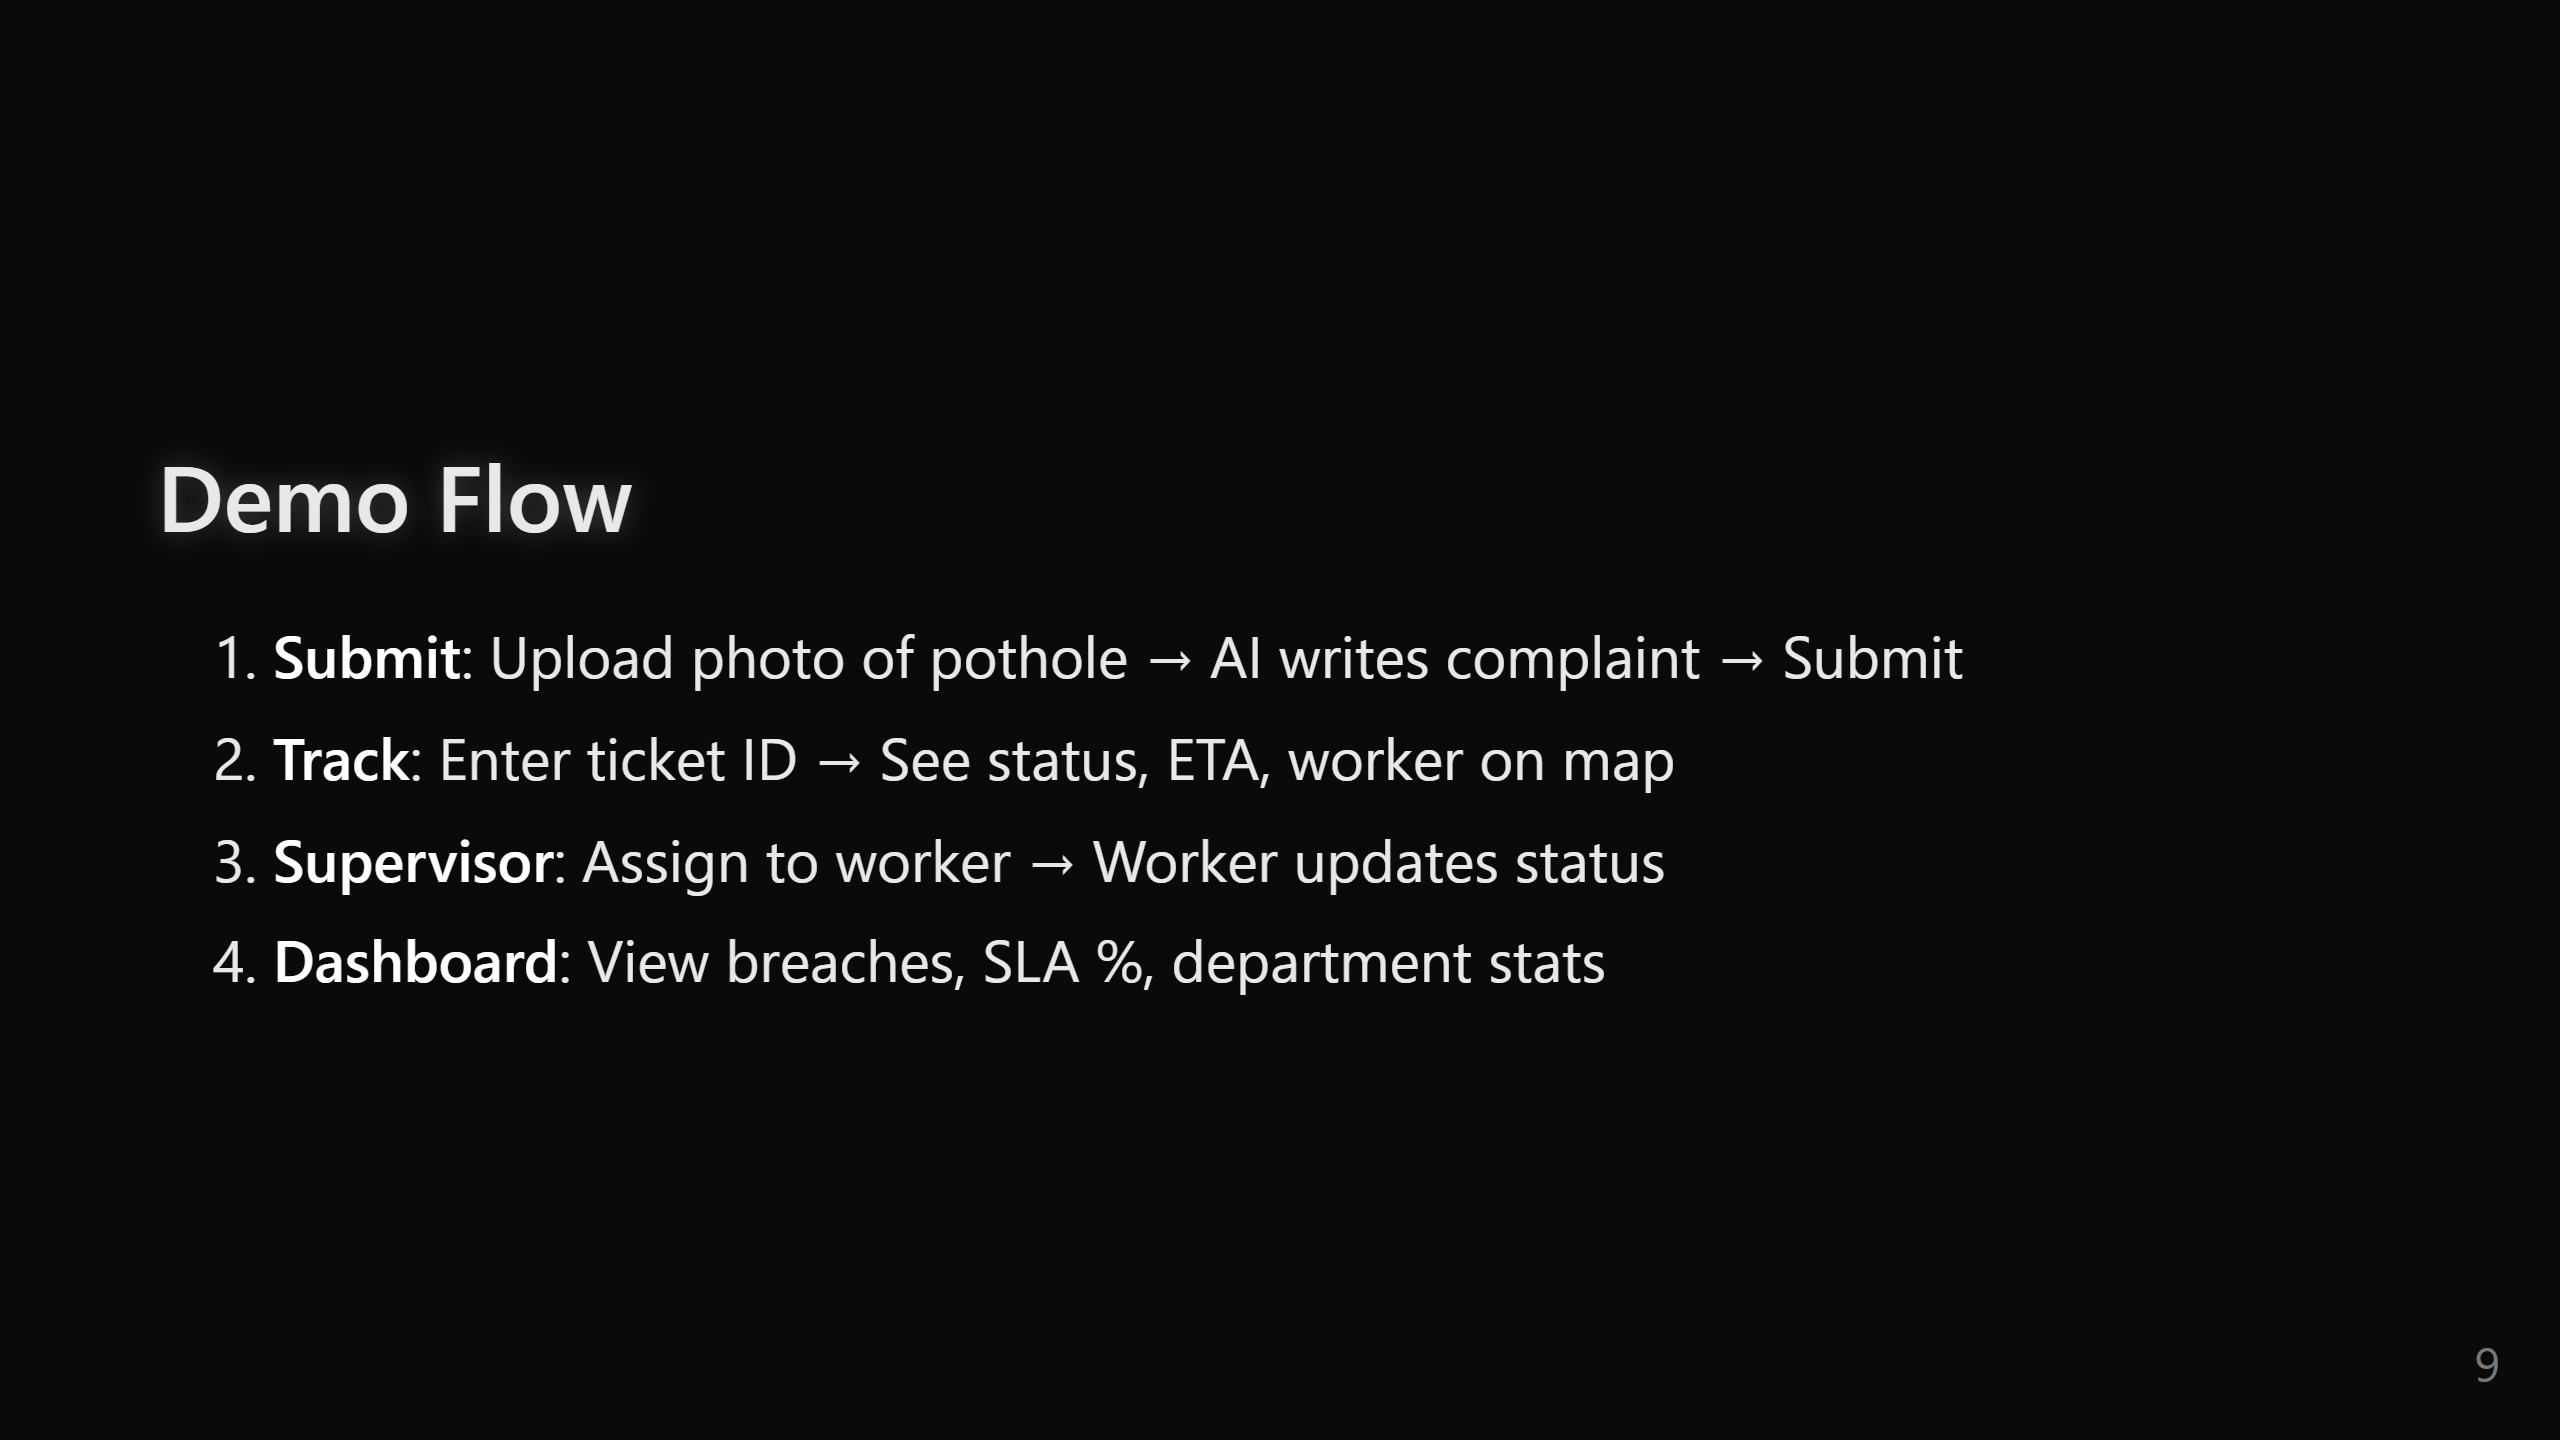 Demo Flow
1. Submit: Upload photo of pothole → AI writes complaint → Submit
2. Track: Enter ticket ID → See status, ETA, worker on map
3. Supervisor: Assign to worker → Worker updates status
4. Dashboard: View breaches, SLA %, department stats
9